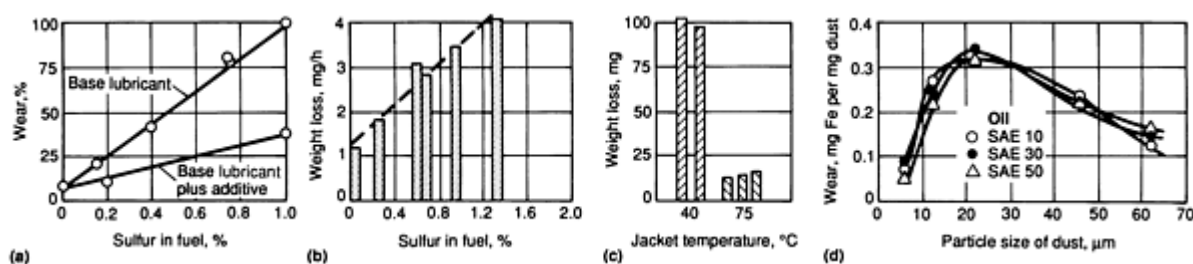 Wear, %
100
75
50
25
0
Base lubricant
Base lubricant
plus additive
0 0.2 0.4 0.6 0.8 1.0
Sulfur in fuel, %
(a)
Weight loss, mg/h
4
3
2
1
0
0 0.4 0.8 1.2 1.6 2.0
Sulfur in fuel, %
(b)
Weight loss, mg
100
75
50
25
0
40 75
Jacket temperature, °C
(c)
Wear, mg Fe per mg dust
0.4
0.3
0.2
0.1
0
Oil
SAE 10
SAE 30
SAE 50
0 10 20 30 40 50 60 70
Particle size of dust, µm
(d)